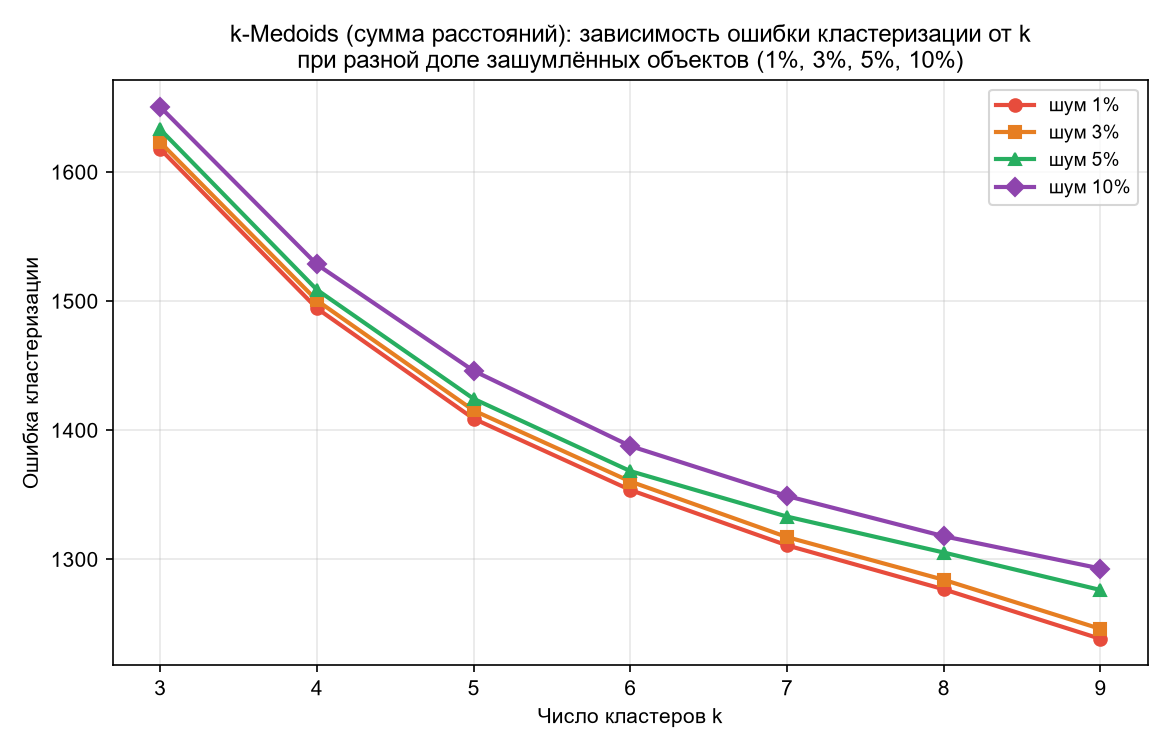 k-Medoids (сумма расстояний): зависимость ошибки кластеризации от k
при разной доле зашумлённых объектов (1%, 3%, 5%, 10%)
шум 1%
шум 3%
шум 5%
шум 10%
Ошибка кластеризации
1600
1500
1400
1300
3 4 5 6 7 8 9
Число кластеров k